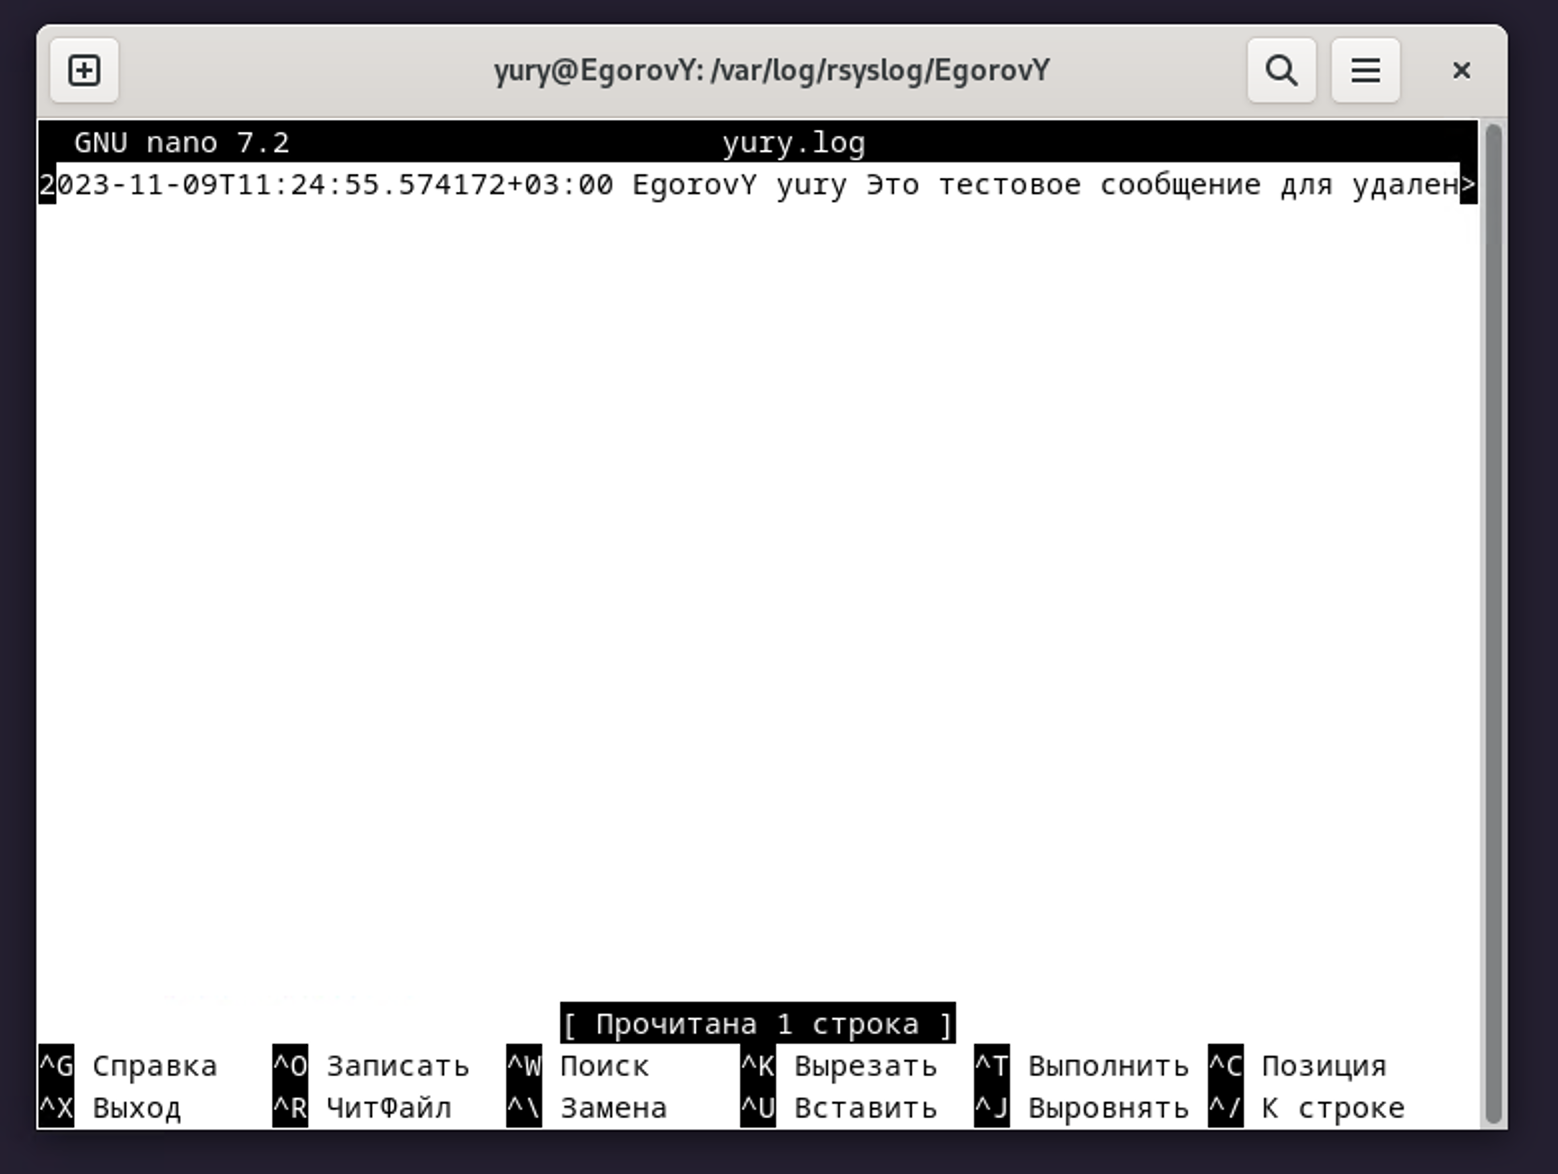 yury@EgorovY: /var/log/rsyslog/EgorovY
GNU nano 7.2 yury.log
2023-11-09T11:24:55.574172+03:00 EgorovY yury Это тестовое сообщение для удален>
[ Прочитана 1 строка ]
^G Справка ^O Записать ^W Поиск ^K Вырезать ^T Выполнить ^C Позиция
^X Выход ^R ЧитФайл ^\ Замена ^U Вставить ^J Выровнять ^/ К строке